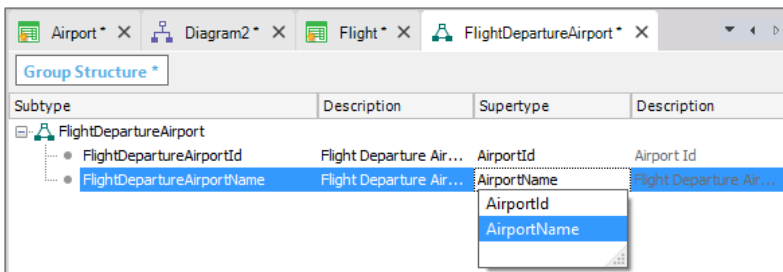 Airport * Diagram2 * Flight * FlightDepartureAirport *
Group Structure *
Subtype Description Supertype Description
FlightDepartureAirport
FlightDepartureAirportId Flight Departure Air... AirportId Airport Id
FlightDepartureAirportName Flight Departure Air... AirportName Flight Departure Air...
AirportId
AirportName